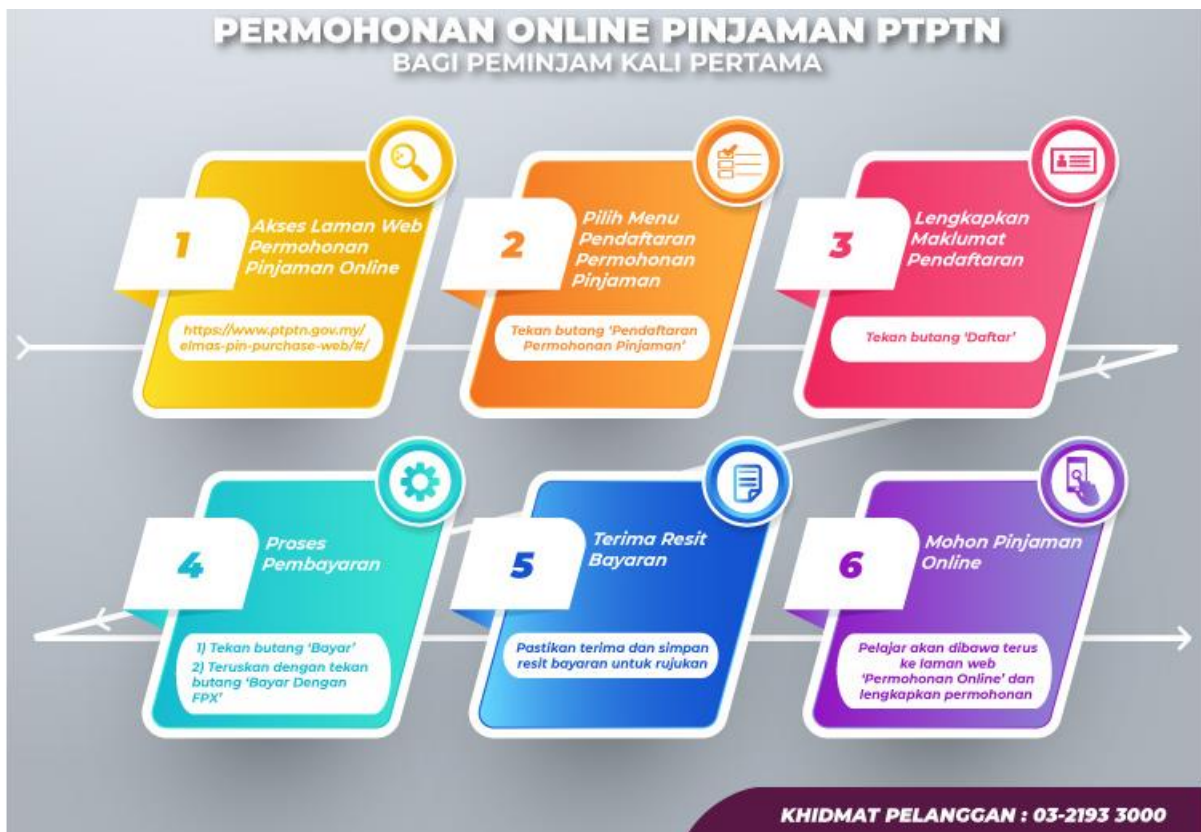 PERMOHONAN ONLINE PINJAMAN PTPTN
BAGI PEMINJAM KALI PERTAMA
1
Akses Laman Web
Permohonan
Pinjaman Online
https://www.ptptn.gov.my/
elmas-pin-purchase-web/#/
2
Pilih Menu
Pendaftaran
Permohonan
Pinjaman
Tekan butang ‘Pendaftaran
Permohonan Pinjaman’
3
Lengkapkan
Maklumat
Pendaftaran
Tekan butang ‘Daftar’
4
Proses
Pembayaran
1) Tekan butang ‘Bayar’
2) Teruskan dengan tekan
butang ‘Bayar Dengan
FPX’
5
Terima Resit
Bayaran
Pastikan terima dan simpan
resit bayaran untuk rujukan
6
Mohon Pinjaman
Online
Pelajar akan dibawa terus
ke laman web
‘Permohonan Online’ dan
lengkapkan permohonan
KHIDMAT PELANGGAN : 03-2193 3000